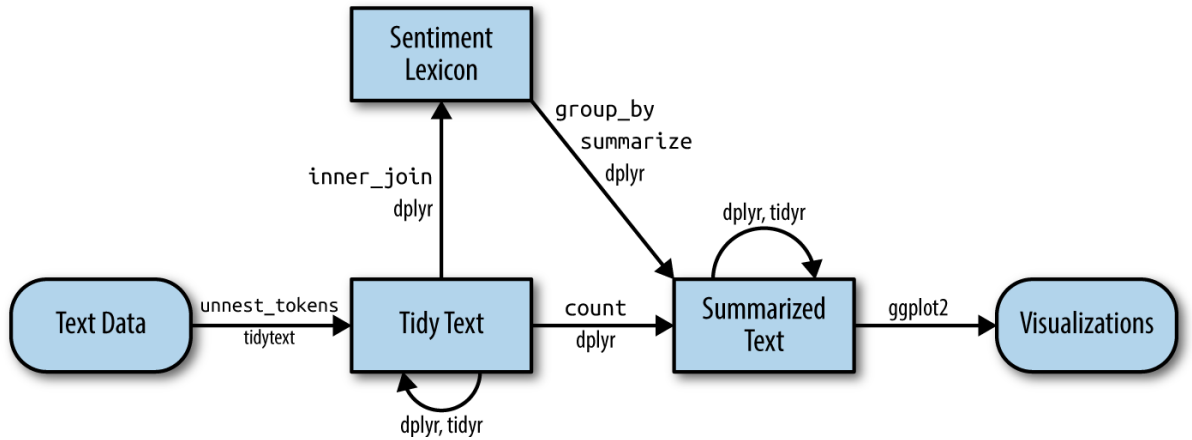 Sentiment
Lexicon
group_by
summarize
dplyr
inner_join
dplyr
dplyr, tidyr
Text Data
unnest_tokens
tidytext
Tidy Text
count
dplyr
Summarized
Text
ggplot2
Visualizations
dplyr, tidyr